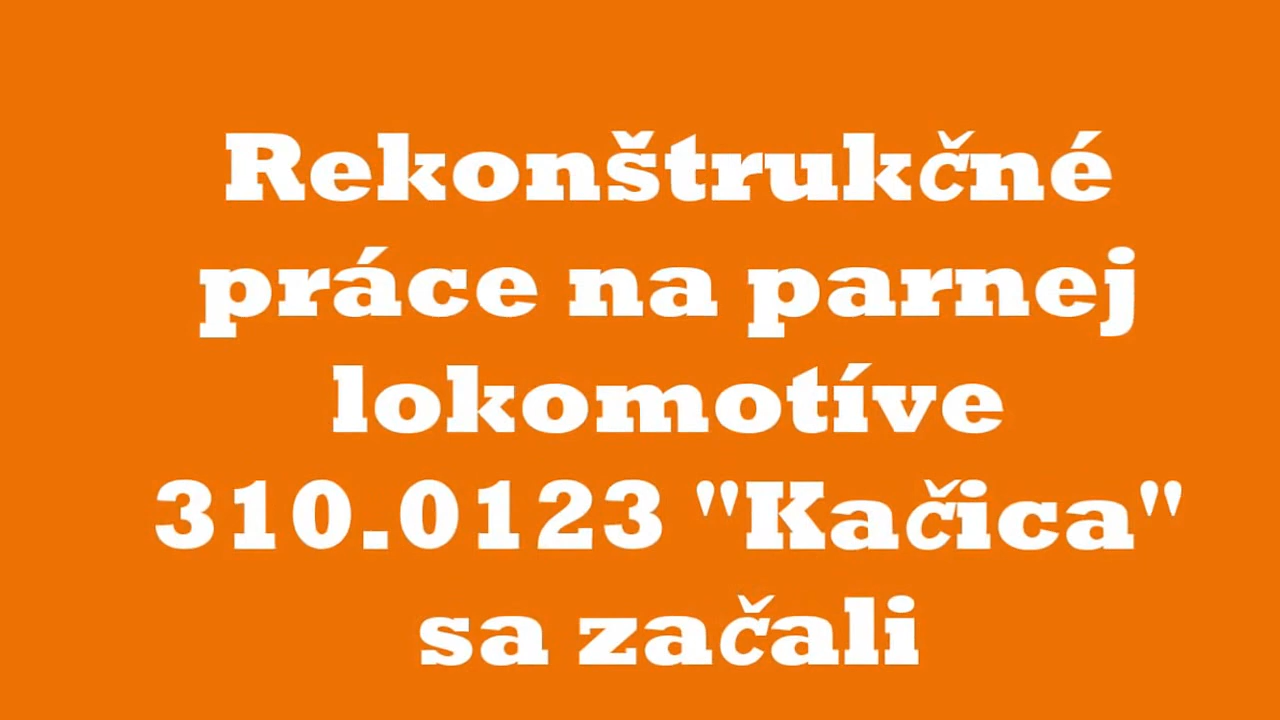 Rekonštrukčné
práce na parnej
lokomotíve
310.0123 "Kačica"
sa začali